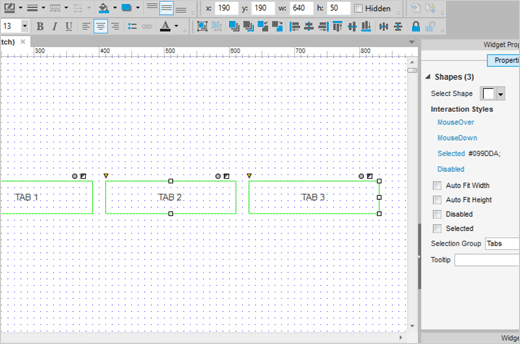 x: 190 y: 190 w: 640 h: 50 Hidden
13 B I U
tch)
300 400 500 600 700 800
Widget Prop
Properti
Shapes (3)
Select Shape
Interaction Styles
MouseOver
MouseDown
Selected #099DDA;
Disabled
Auto Fit Width
Auto Fit Height
Disabled
Selected
Selection Group Tabs
Tooltip
TAB 1 TAB 2 TAB 3
Widge